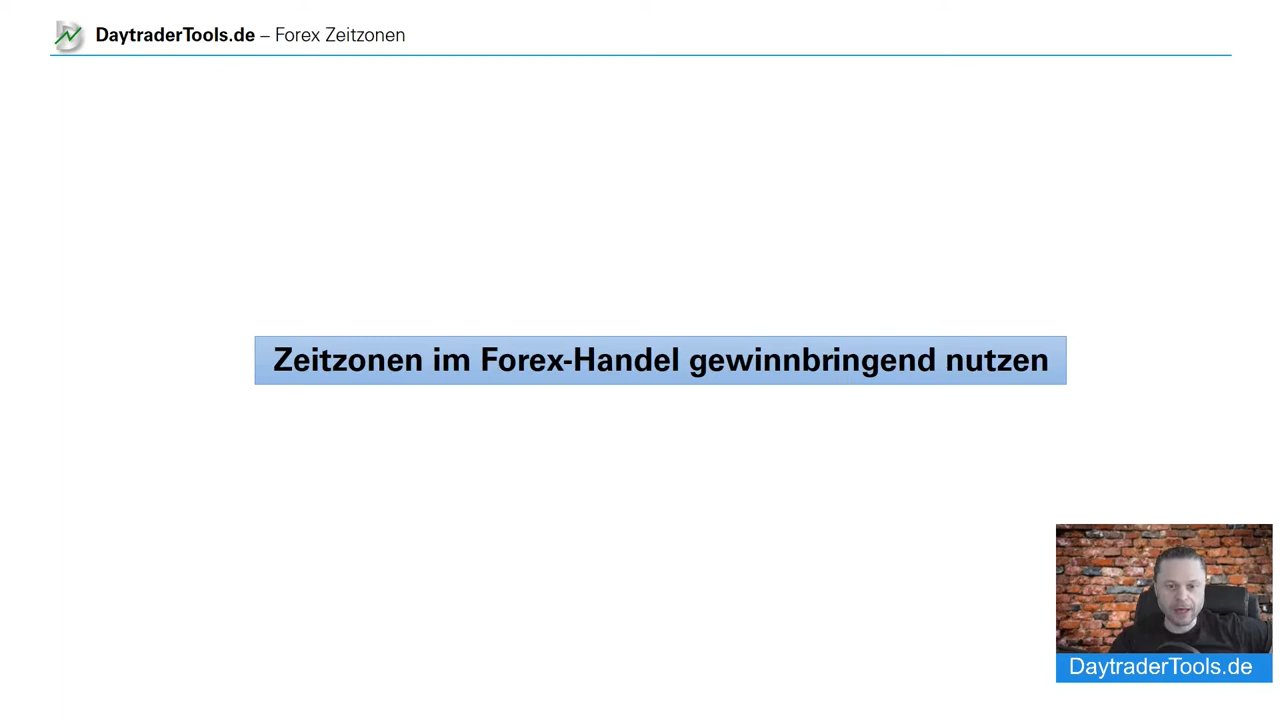 DaytraderTools.de – Forex Zeitzonen
Zeitzonen im Forex-Handel gewinnbringend nutzen
DaytraderTools.de